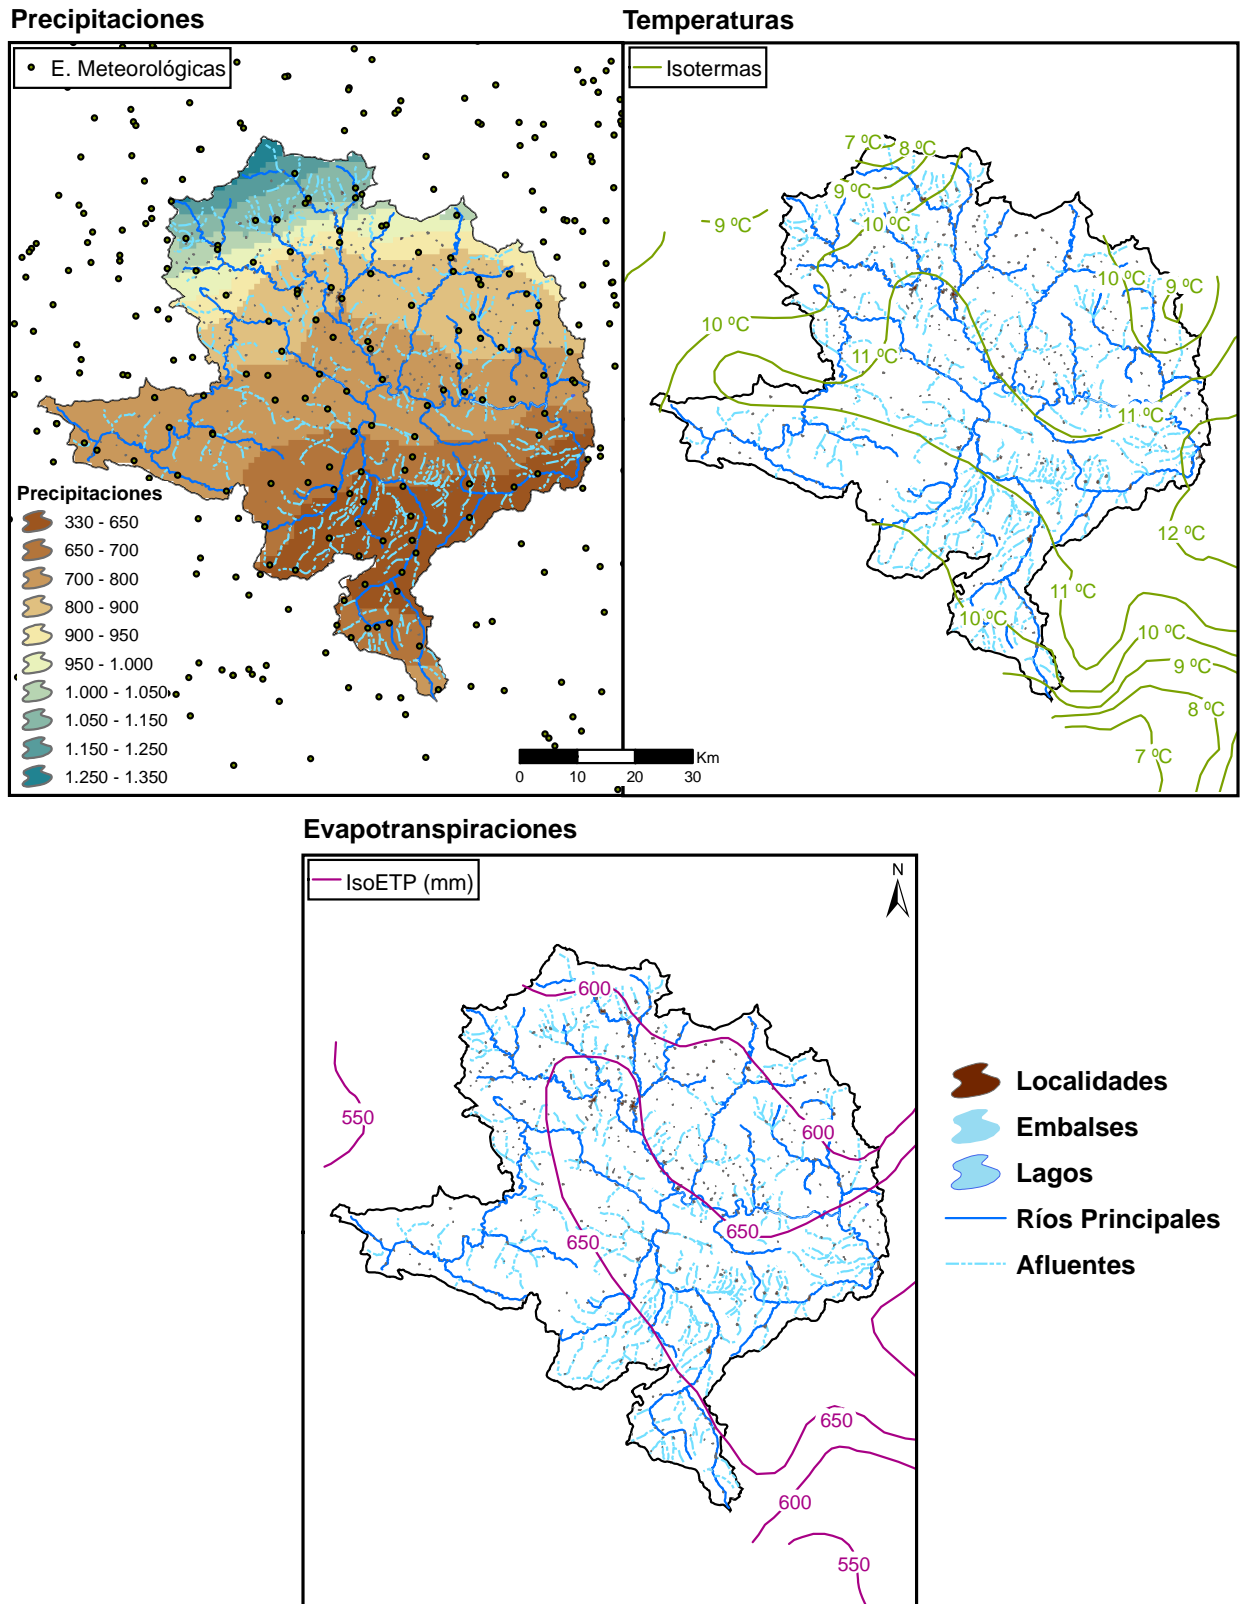 Precipitaciones
E. Meteorológicas
Precipitaciones
330 - 650
650 - 700
700 - 800
800 - 900
900 - 950
950 - 1.000
1.000 - 1.050
1.050 - 1.150
1.150 - 1.250
1.250 - 1.350
0 10 20 30 Km
Temperaturas
Isotermas
7 ºC
8 ºC
9 ºC
9 ºC
10 ºC
10 ºC
9 ºC
10 ºC
11 ºC
11 ºC
12 ºC
11 ºC
10 ºC
10 ºC
9 ºC
8 ºC
7 ºC
Evapotranspiraciones
IsoETP (mm)
N
600
550
600
650
650
650
600
550
Localidades
Embalses
Lagos
Ríos Principales
Afluentes